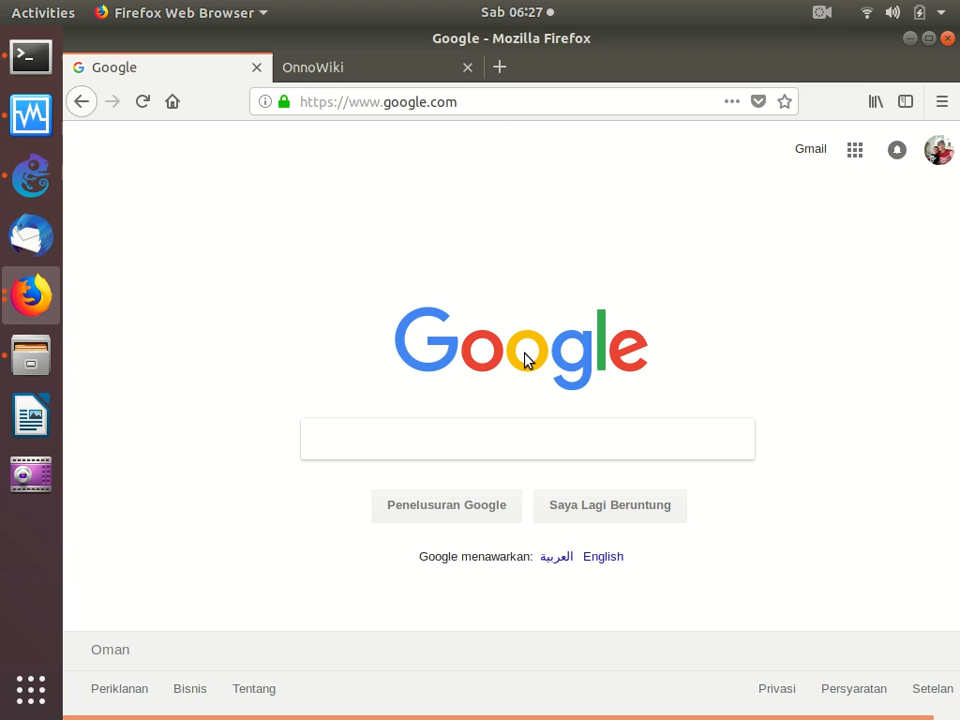 Activities Firefox Web Browser Sab 06:27
Google - Mozilla Firefox
Google OnnoWiki
https://www.google.com
Gmail
Google
Penelusuran Google Saya Lagi Beruntung
Google menawarkan: العربية English
Oman
Periklanan Bisnis Tentang Privasi Persyaratan Setelan